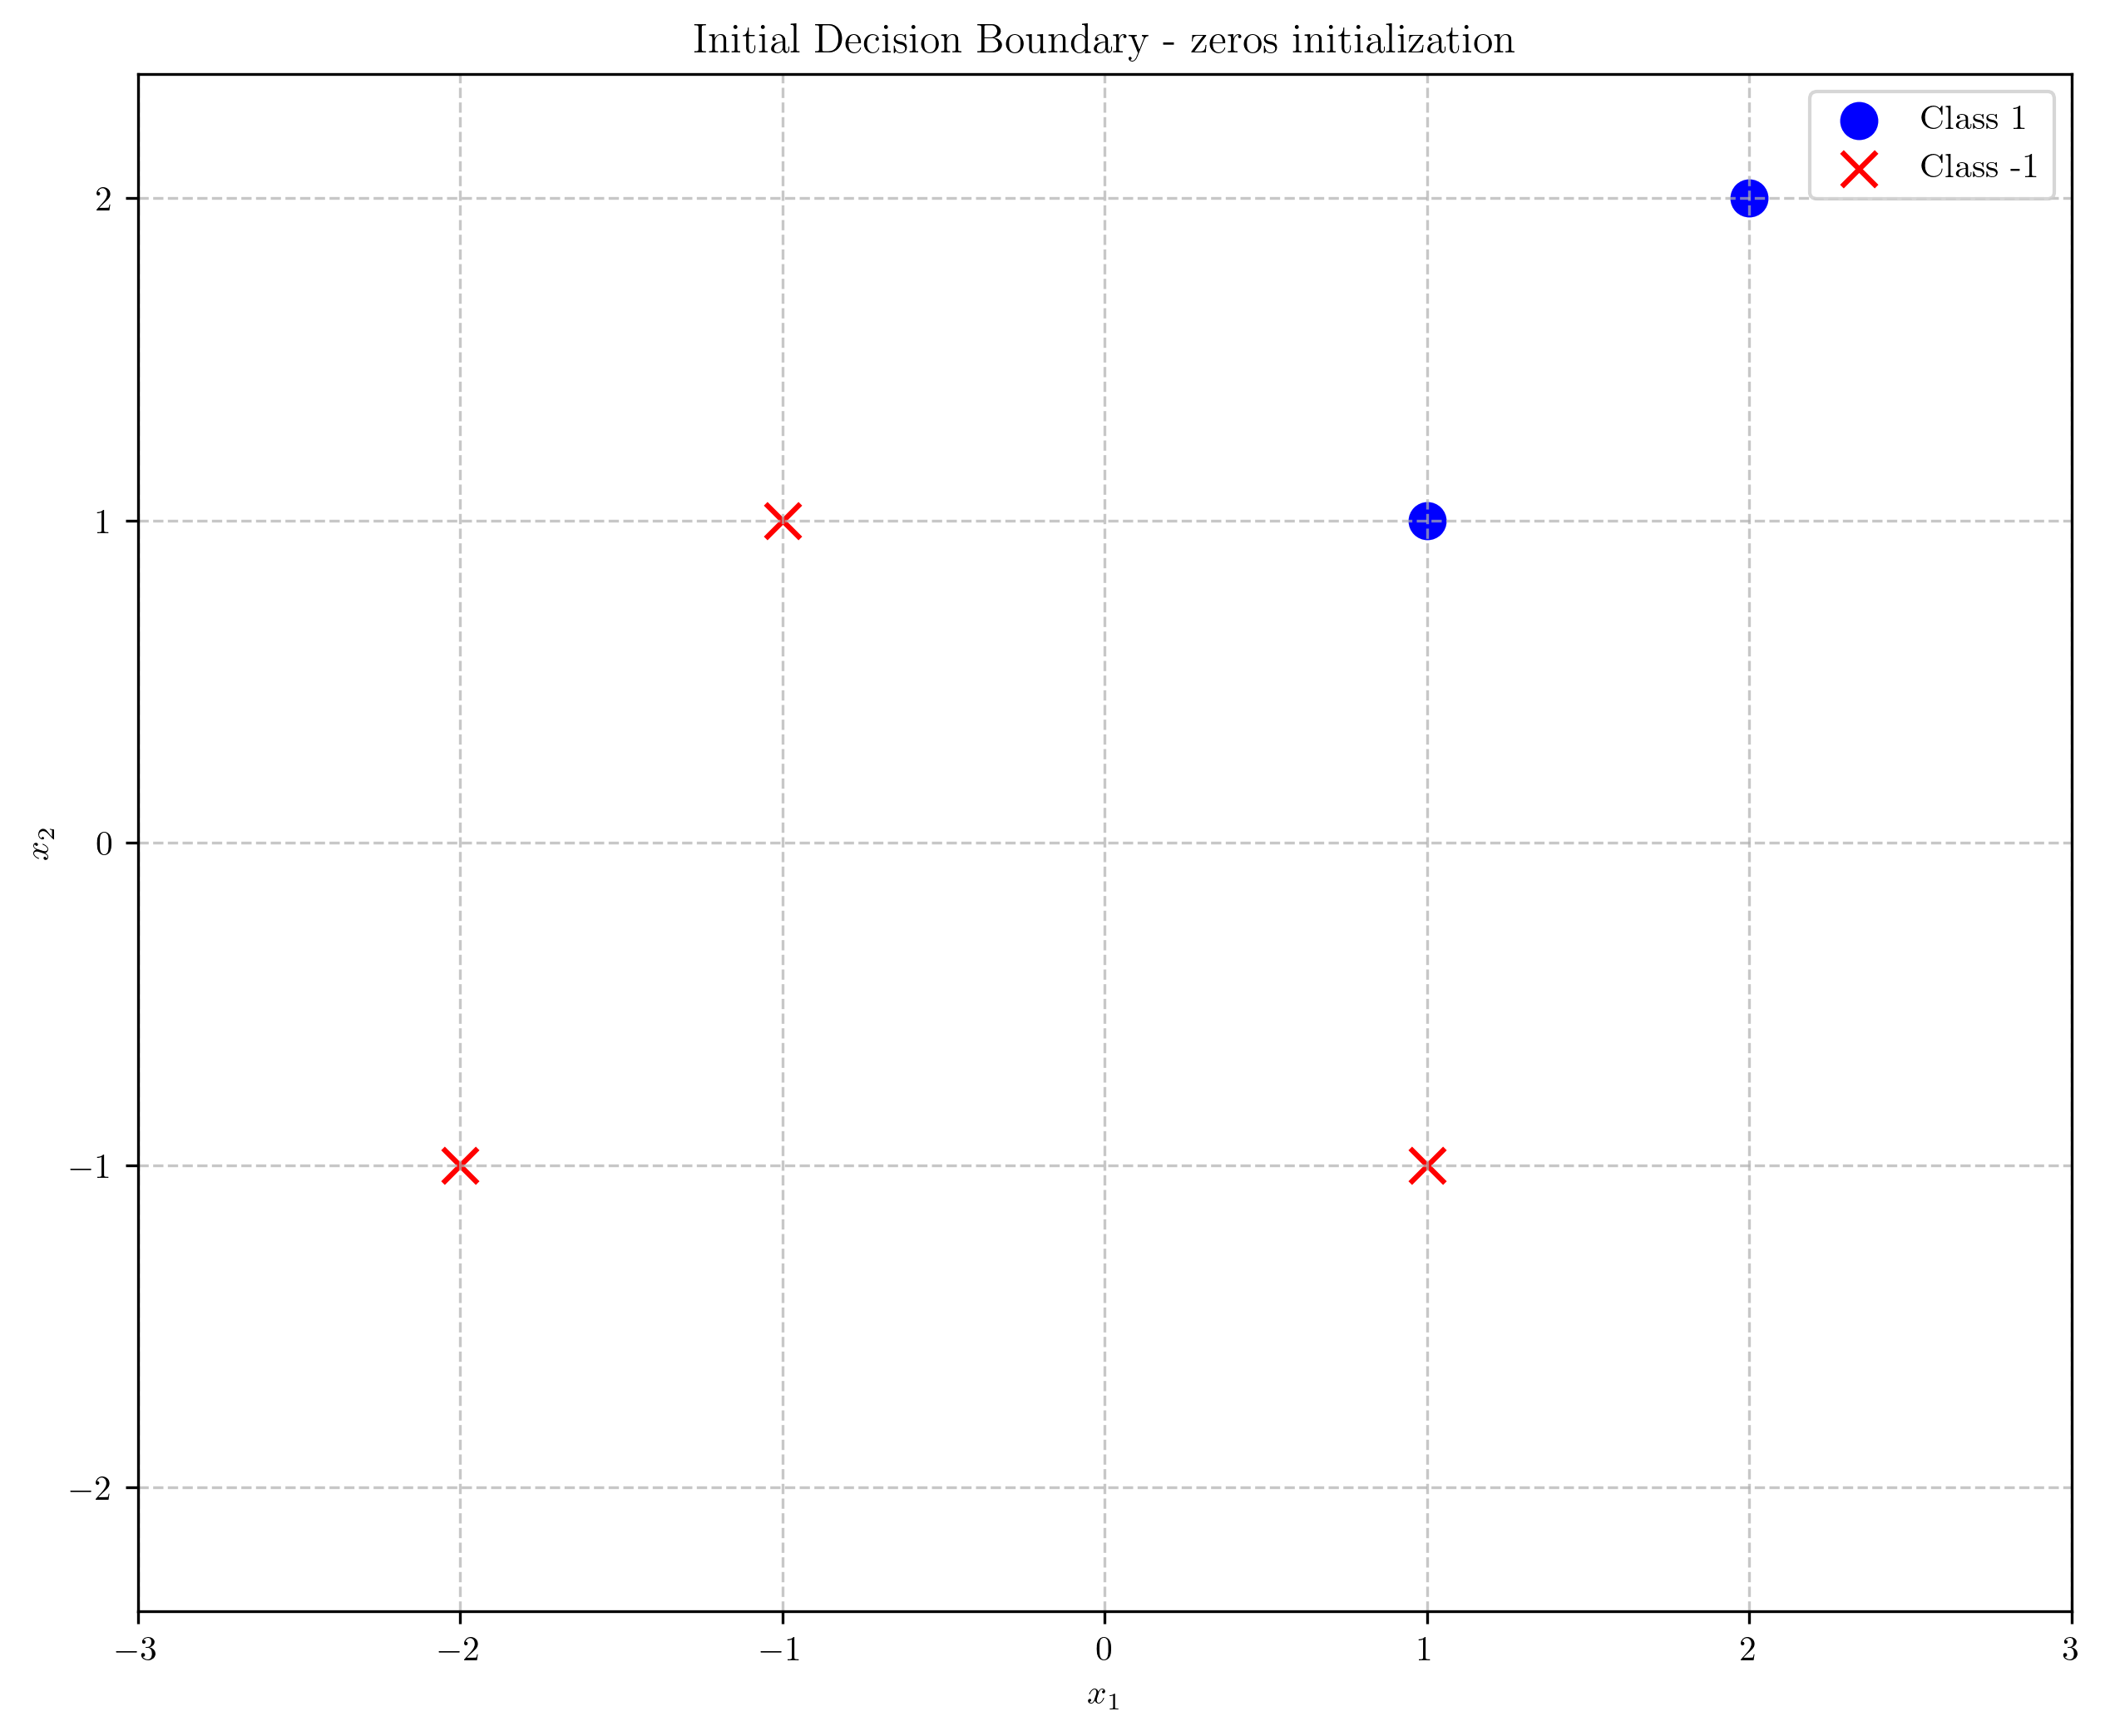 Initial Decision Boundary - zeros initialization
Class 1
Class -1
2
1
0
−1
−2
x₂
−3 −2 −1 0 1 2 3
x₁